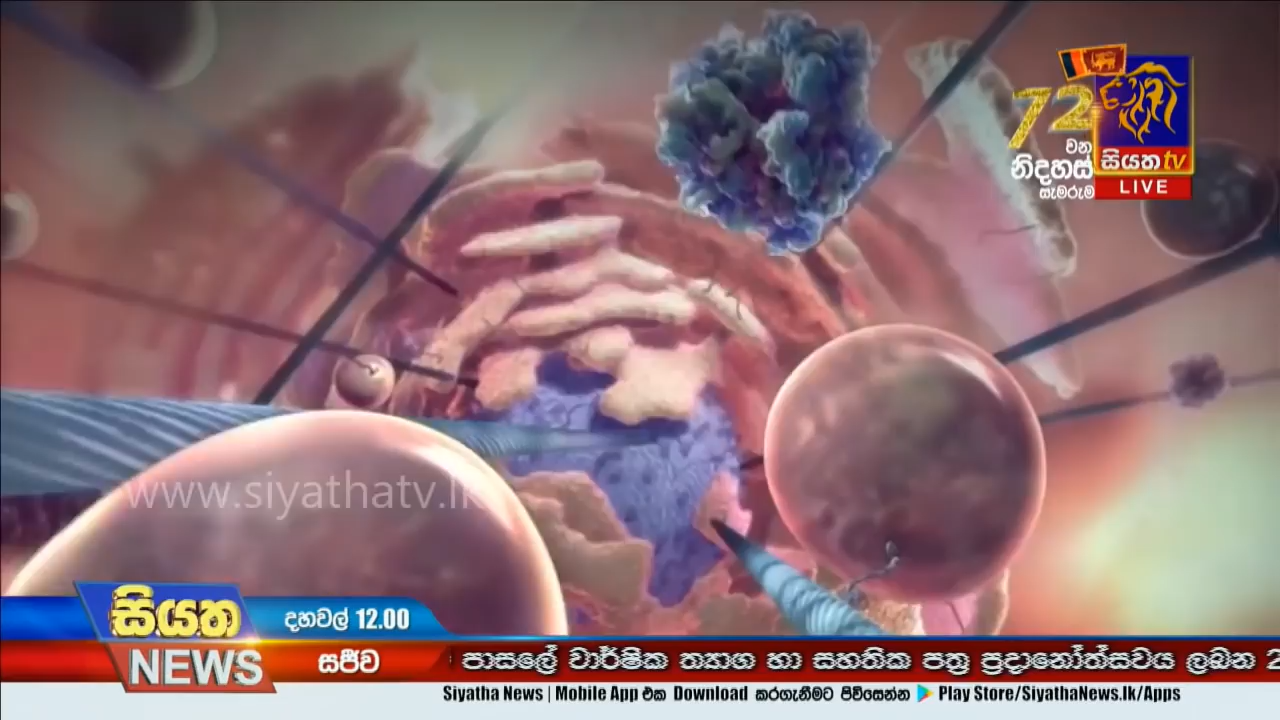 72
වන
නිදහස්
සැමරුම
සියත tv
LIVE
www.siyathatv.lk
සියත
NEWS
දහවල් 12.00
සජීව
පාසලේ වාර්ෂික ත්‍යාග හා සහතික පත්‍ර ප්‍රදානෝත්සවය ලබන 2
Siyatha News | Mobile App එක Download කරගැනීමට පිවිසෙන්න Play Store/SiyathaNews.lk/Apps